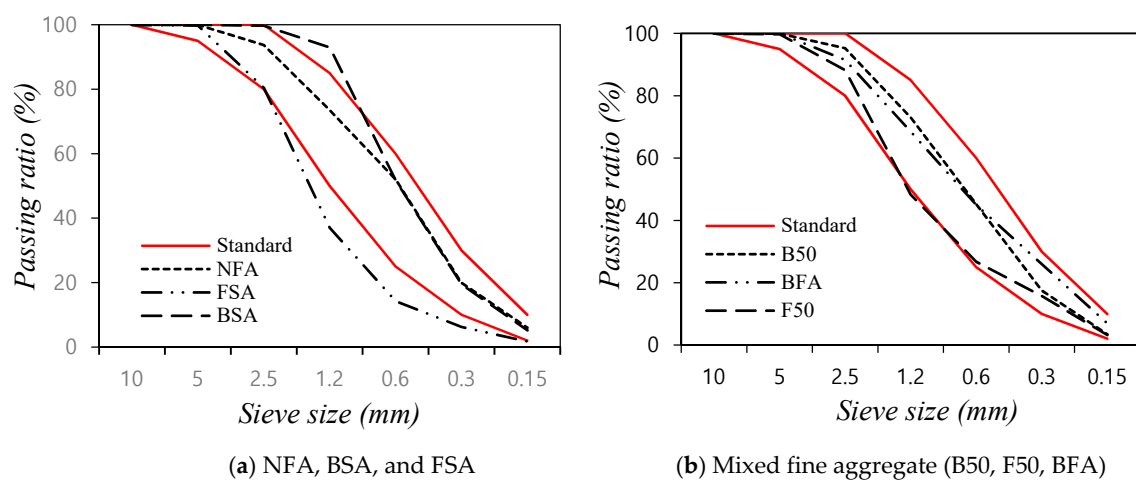 Passing ratio (%)
100
80
60
40
20
0
Standard
NFA
FSA
BSA
10 5 2.5 1.2 0.6 0.3 0.15
Sieve size (mm)
(a) NFA, BSA, and FSA
Passing ratio (%)
100
80
60
40
20
0
Standard
B50
BFA
F50
10 5 2.5 1.2 0.6 0.3 0.15
Sieve size (mm)
(b) Mixed fine aggregate (B50, F50, BFA)